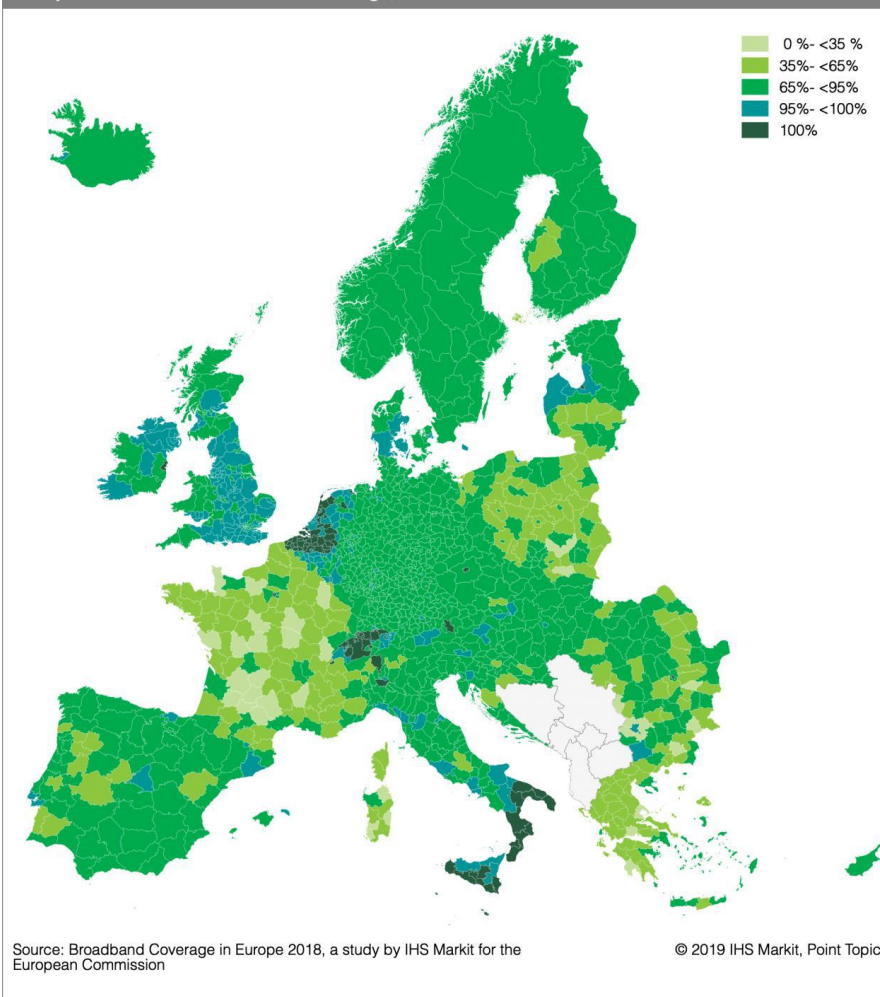 0 %- <35 %
35%- <65%
65%- <95%
95%- <100%
100%
Source: Broadband Coverage in Europe 2018, a study by IHS Markit for the
European Commission
© 2019 IHS Markit, Point Topic